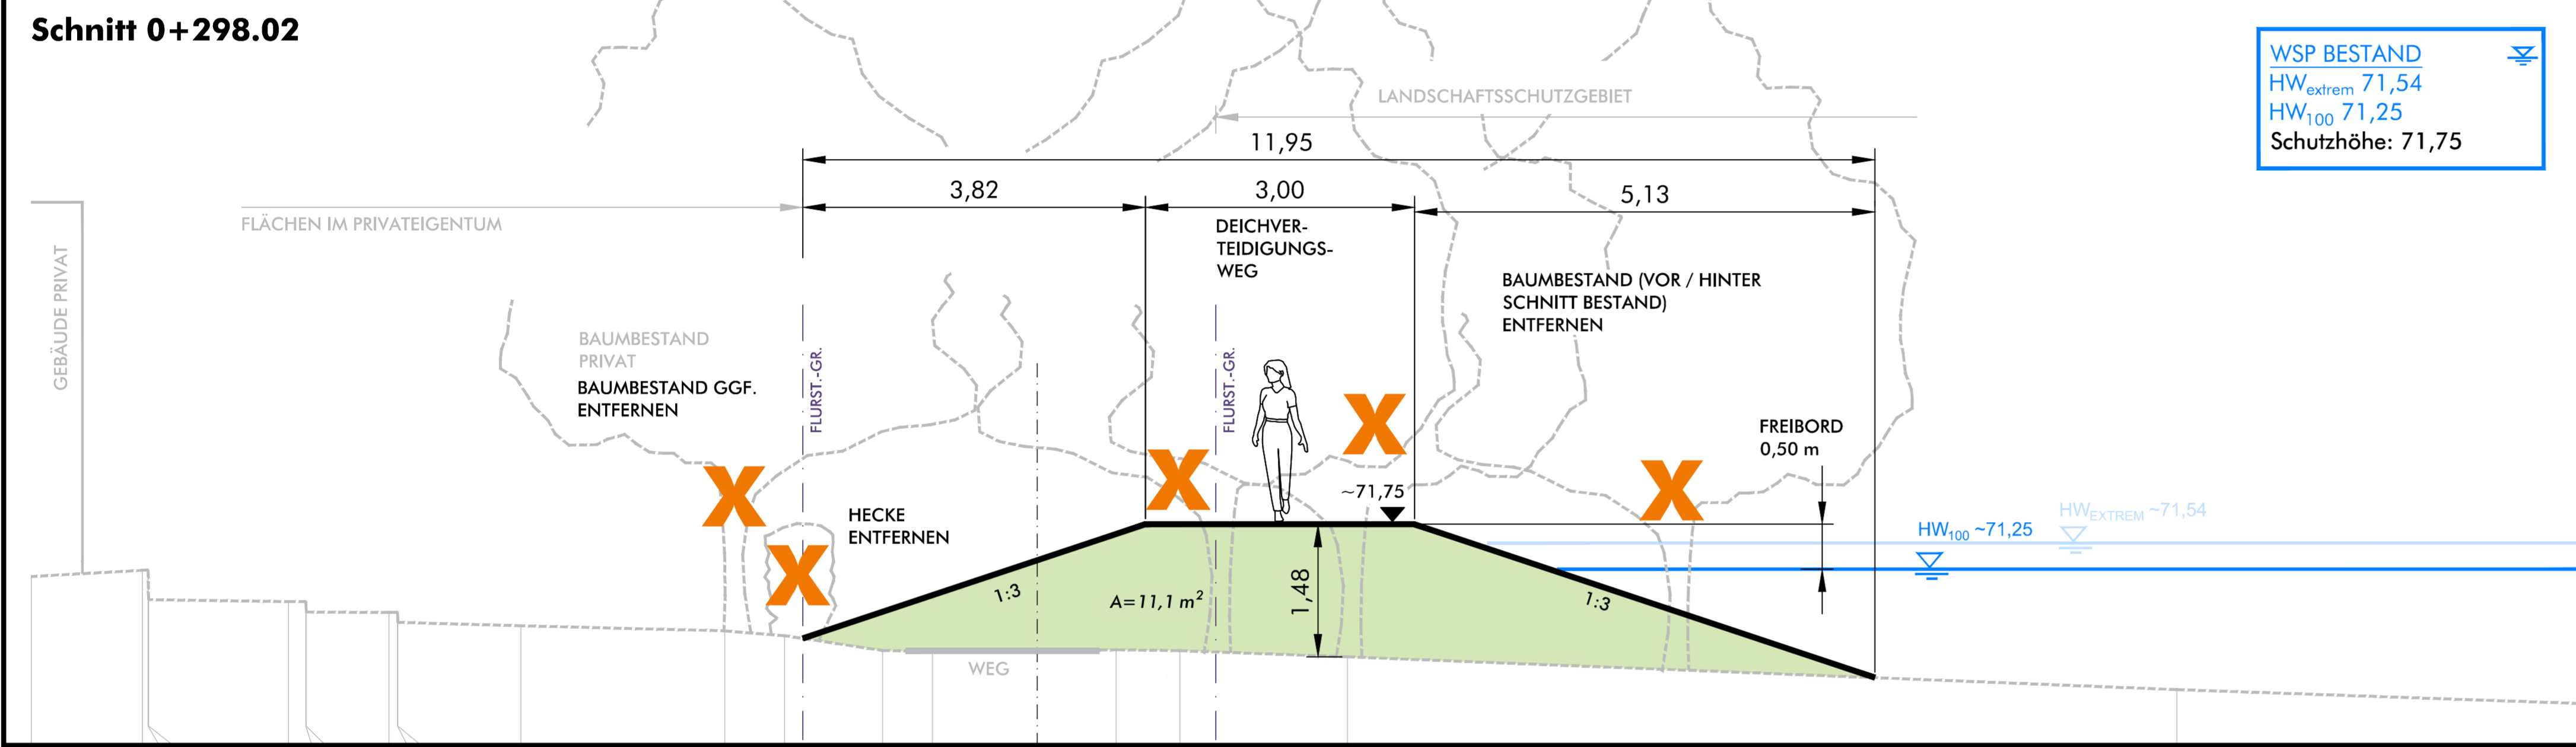 Schnitt 0+298.02
WSP BESTAND
HWextrem 71,54
HW100 71,25
Schutzhöhe: 71,75
LANDSCHAFTSSCHUTZGEBIET
11,95
3,82
3,00
5,13
FLÄCHEN IM PRIVATEIGENTUM
DEICHVER-
TEIDIGUNGS-
WEG
GEBÄUDE PRIVAT
BAUMBESTAND (VOR / HINTER
SCHNITT BESTAND)
ENTFERNEN
BAUMBESTAND
PRIVAT
BAUMBESTAND GGF.
ENTFERNEN
FLURST.-GR.
FLURST.-GR.
FREIBORD
0,50 m
X
X
X
X
X
~71,75
HECKE
ENTFERNEN
HWEXTREM ~71,54
HW100 ~71,25
1:3
A=11,1 m²
1,48
1:3
WEG